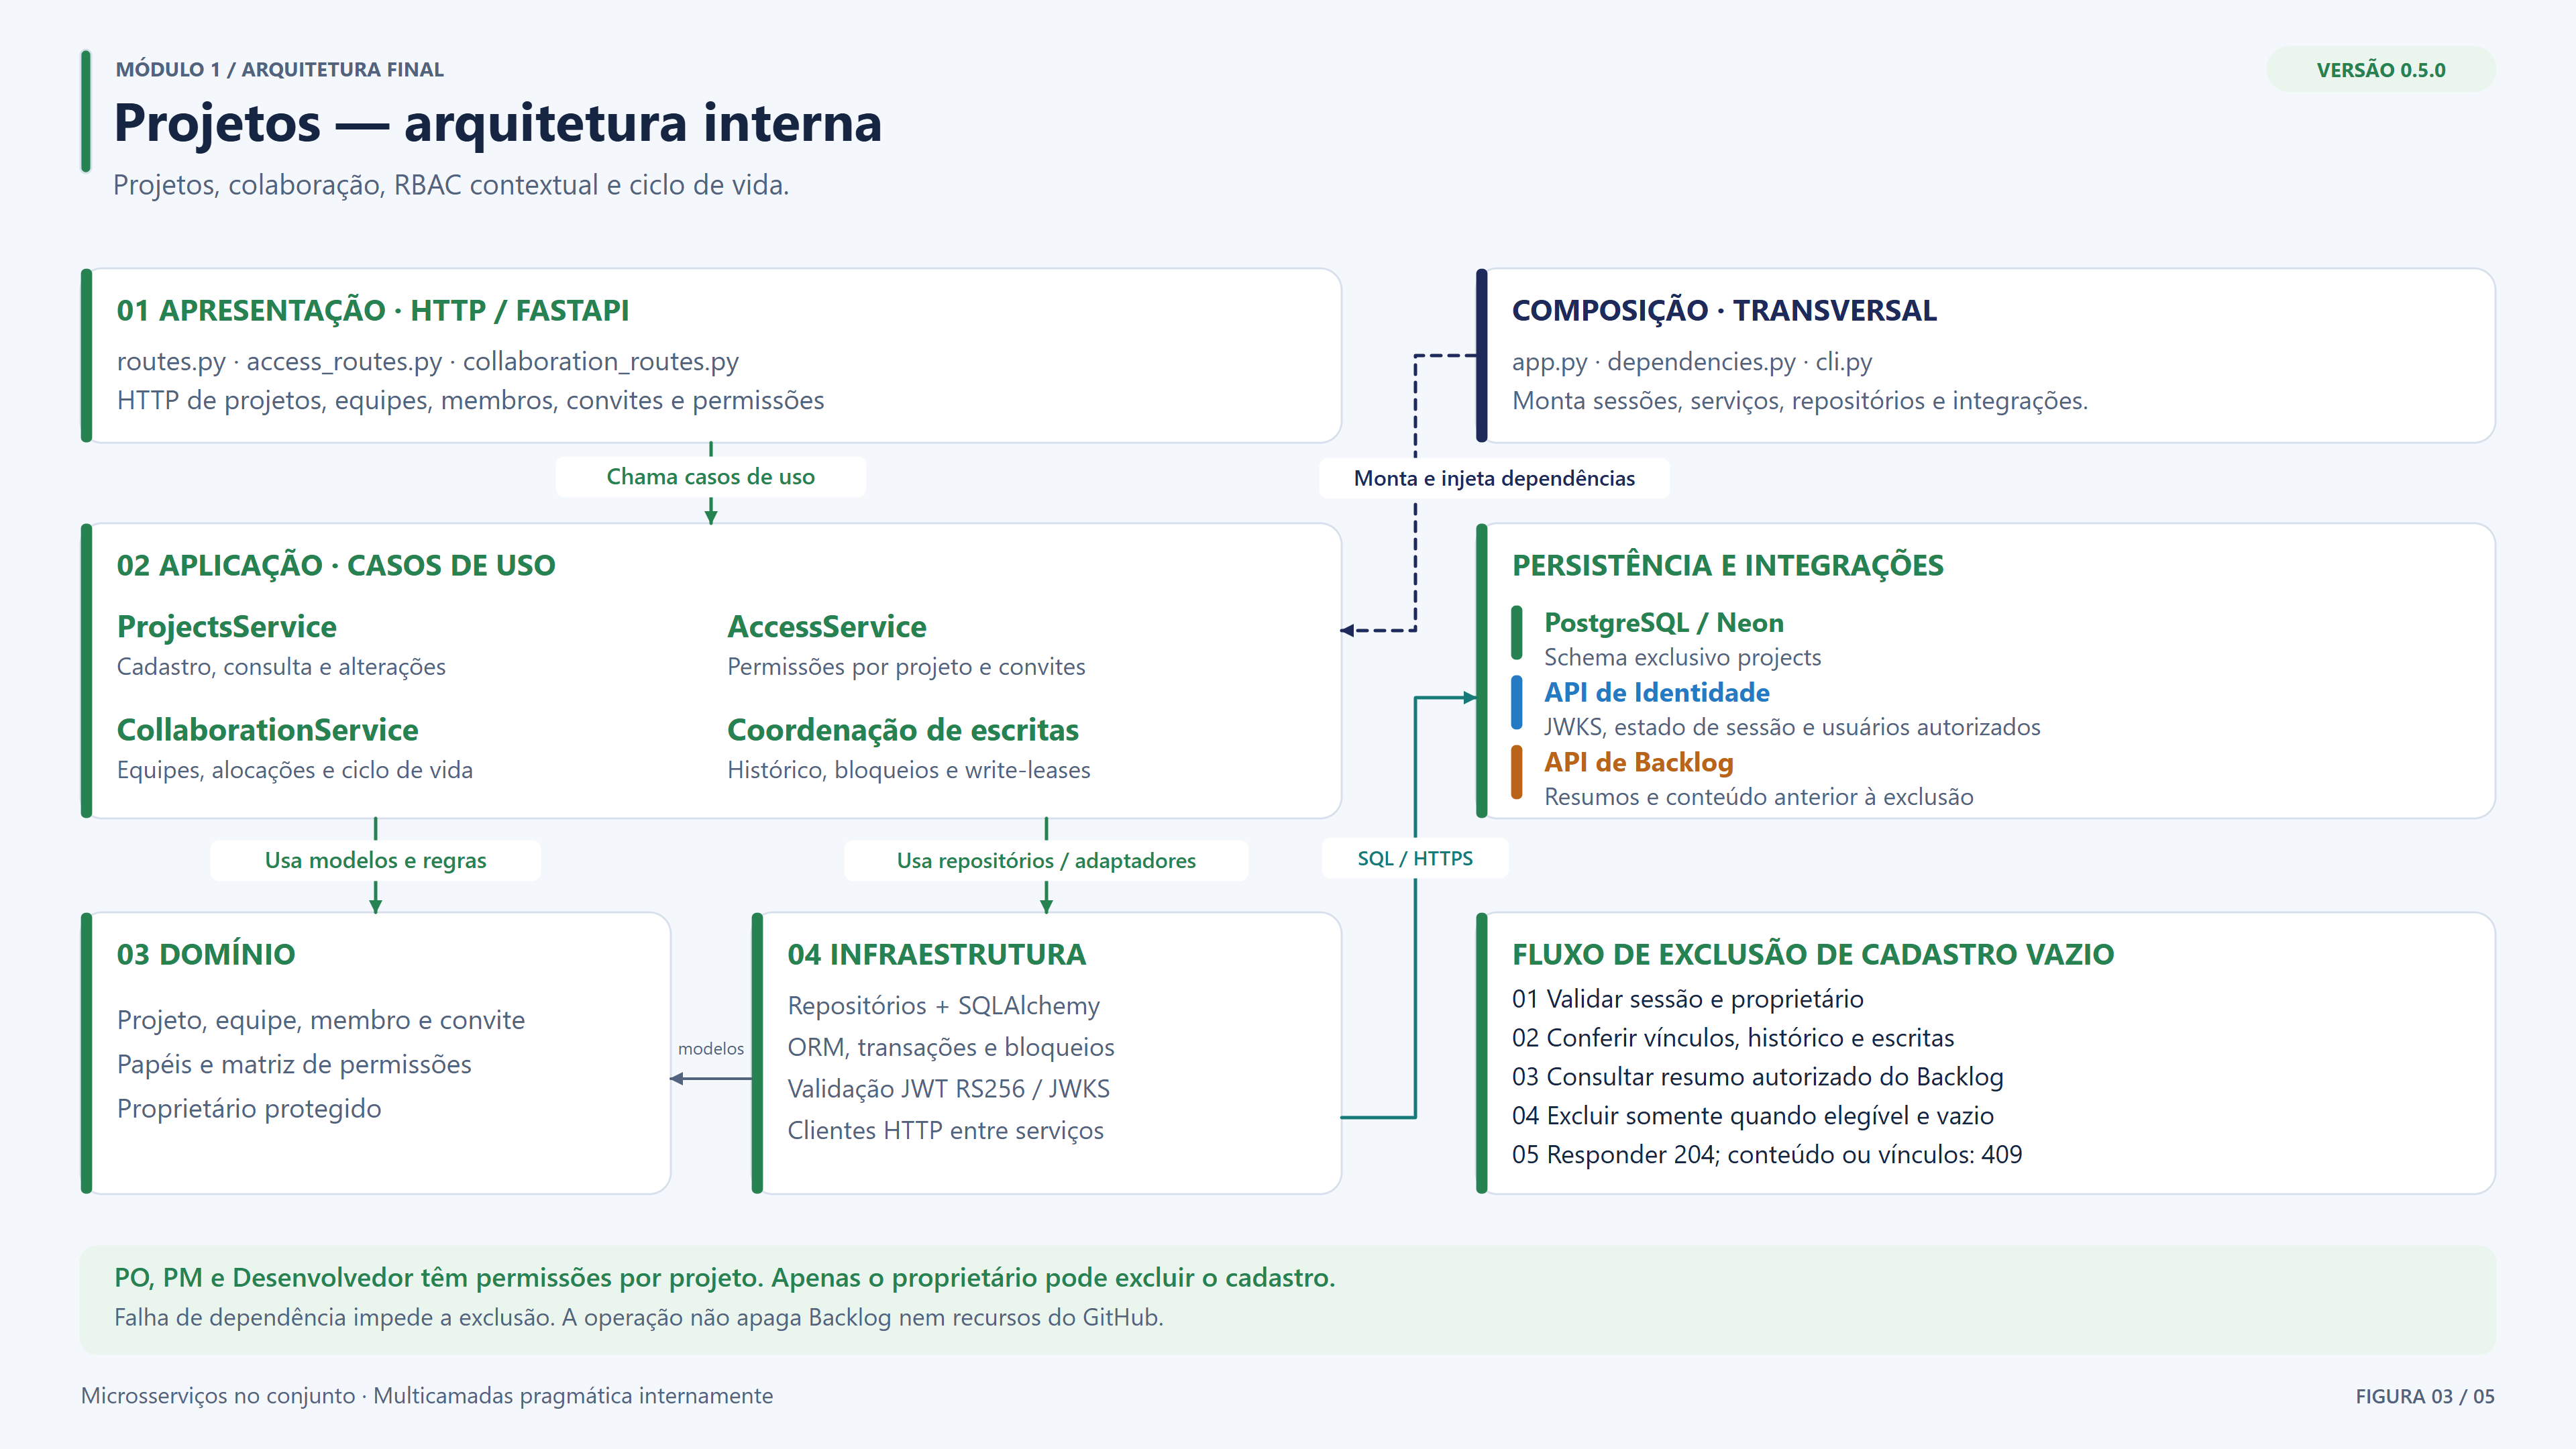 MÓDULO 1 / ARQUITETURA FINAL
VERSÃO 0.5.0
Projetos — arquitetura interna
Projetos, colaboração, RBAC contextual e ciclo de vida.
01 APRESENTAÇÃO · HTTP / FASTAPI
routes.py · access_routes.py · collaboration_routes.py
HTTP de projetos, equipes, membros, convites e permissões
COMPOSIÇÃO · TRANSVERSAL
app.py · dependencies.py · cli.py
Monta sessões, serviços, repositórios e integrações.
Chama casos de uso
Monta e injeta dependências
02 APLICAÇÃO · CASOS DE USO
ProjectsService
Cadastro, consulta e alterações
AccessService
Permissões por projeto e convites
CollaborationService
Equipes, alocações e ciclo de vida
Coordenação de escritas
Histórico, bloqueios e write-leases
PERSISTÊNCIA E INTEGRAÇÕES
PostgreSQL / Neon
Schema exclusivo projects
API de Identidade
JWKS, estado de sessão e usuários autorizados
API de Backlog
Resumos e conteúdo anterior à exclusão
Usa modelos e regras
Usa repositórios / adaptadores
SQL / HTTPS
03 DOMÍNIO
Projeto, equipe, membro e convite
Papéis e matriz de permissões
Proprietário protegido
modelos
04 INFRAESTRUTURA
Repositórios + SQLAlchemy
ORM, transações e bloqueios
Validação JWT RS256 / JWKS
Clientes HTTP entre serviços
FLUXO DE EXCLUSÃO DE CADASTRO VAZIO
01 Validar sessão e proprietário
02 Conferir vínculos, histórico e escritas
03 Consultar resumo autorizado do Backlog
04 Excluir somente quando elegível e vazio
05 Responder 204; conteúdo ou vínculos: 409
PO, PM e Desenvolvedor têm permissões por projeto. Apenas o proprietário pode excluir o cadastro.
Falha de dependência impede a exclusão. A operação não apaga Backlog nem recursos do GitHub.
Microsserviços no conjunto · Multicamadas pragmática internamente
FIGURA 03 / 05